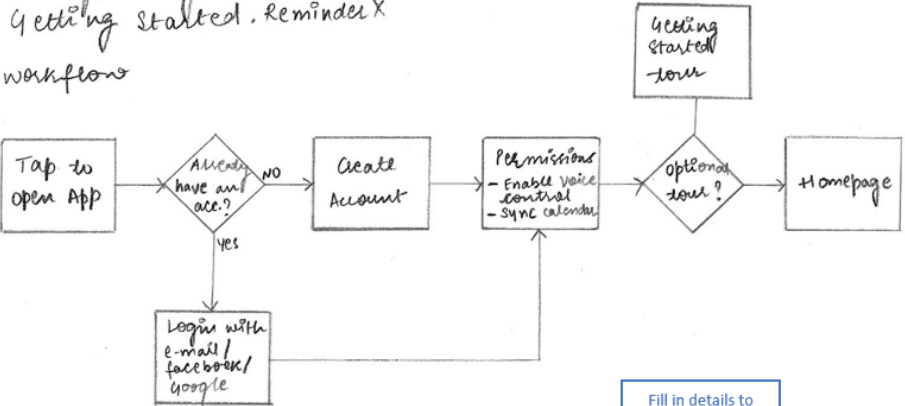 Getting Started. ReminderX
workflow
Getting
Started
tour
Tap to
open App
Already
have an
acc.?
NO
Create
Account
Permissions
- Enable Voice
control
- Sync calendar
Optional
tour?
Homepage
Yes
Login with
e-mail/
facebook/
Google
Fill in details to